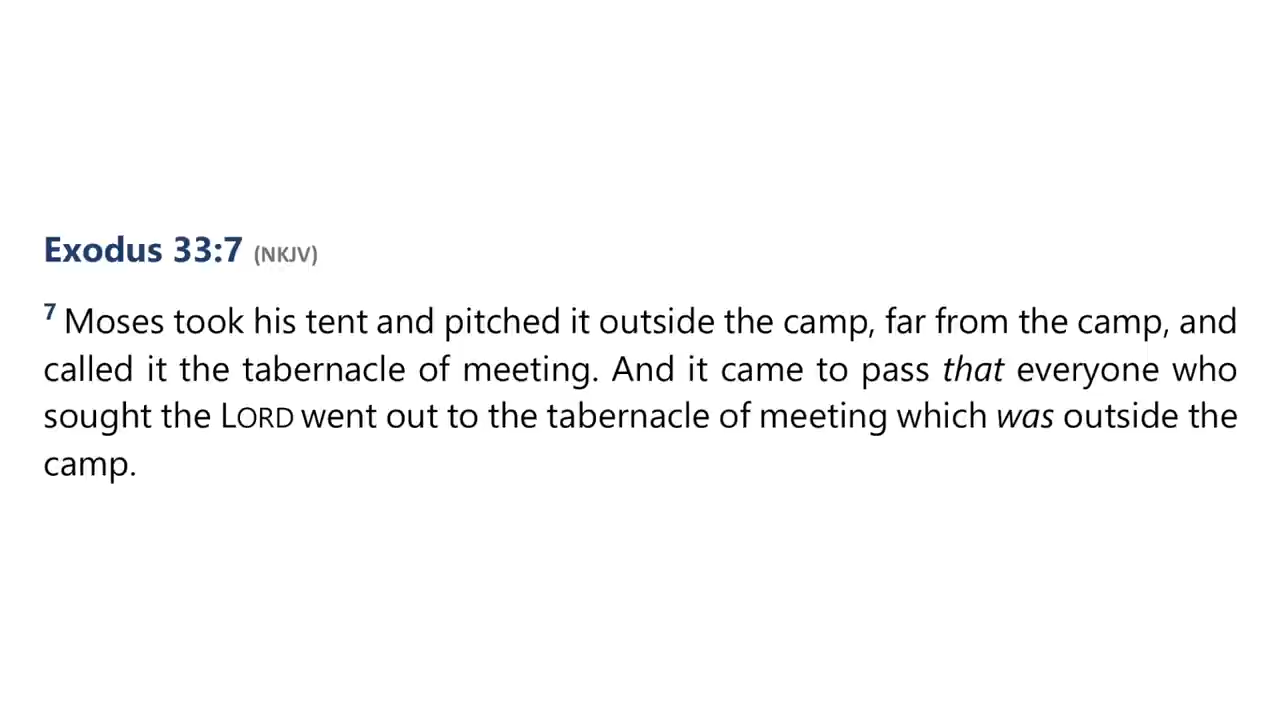 Exodus 33:7 (NKJV)
7 Moses took his tent and pitched it outside the camp, far from the camp, and
called it the tabernacle of meeting. And it came to pass that everyone who
sought the LORD went out to the tabernacle of meeting which was outside the
camp.